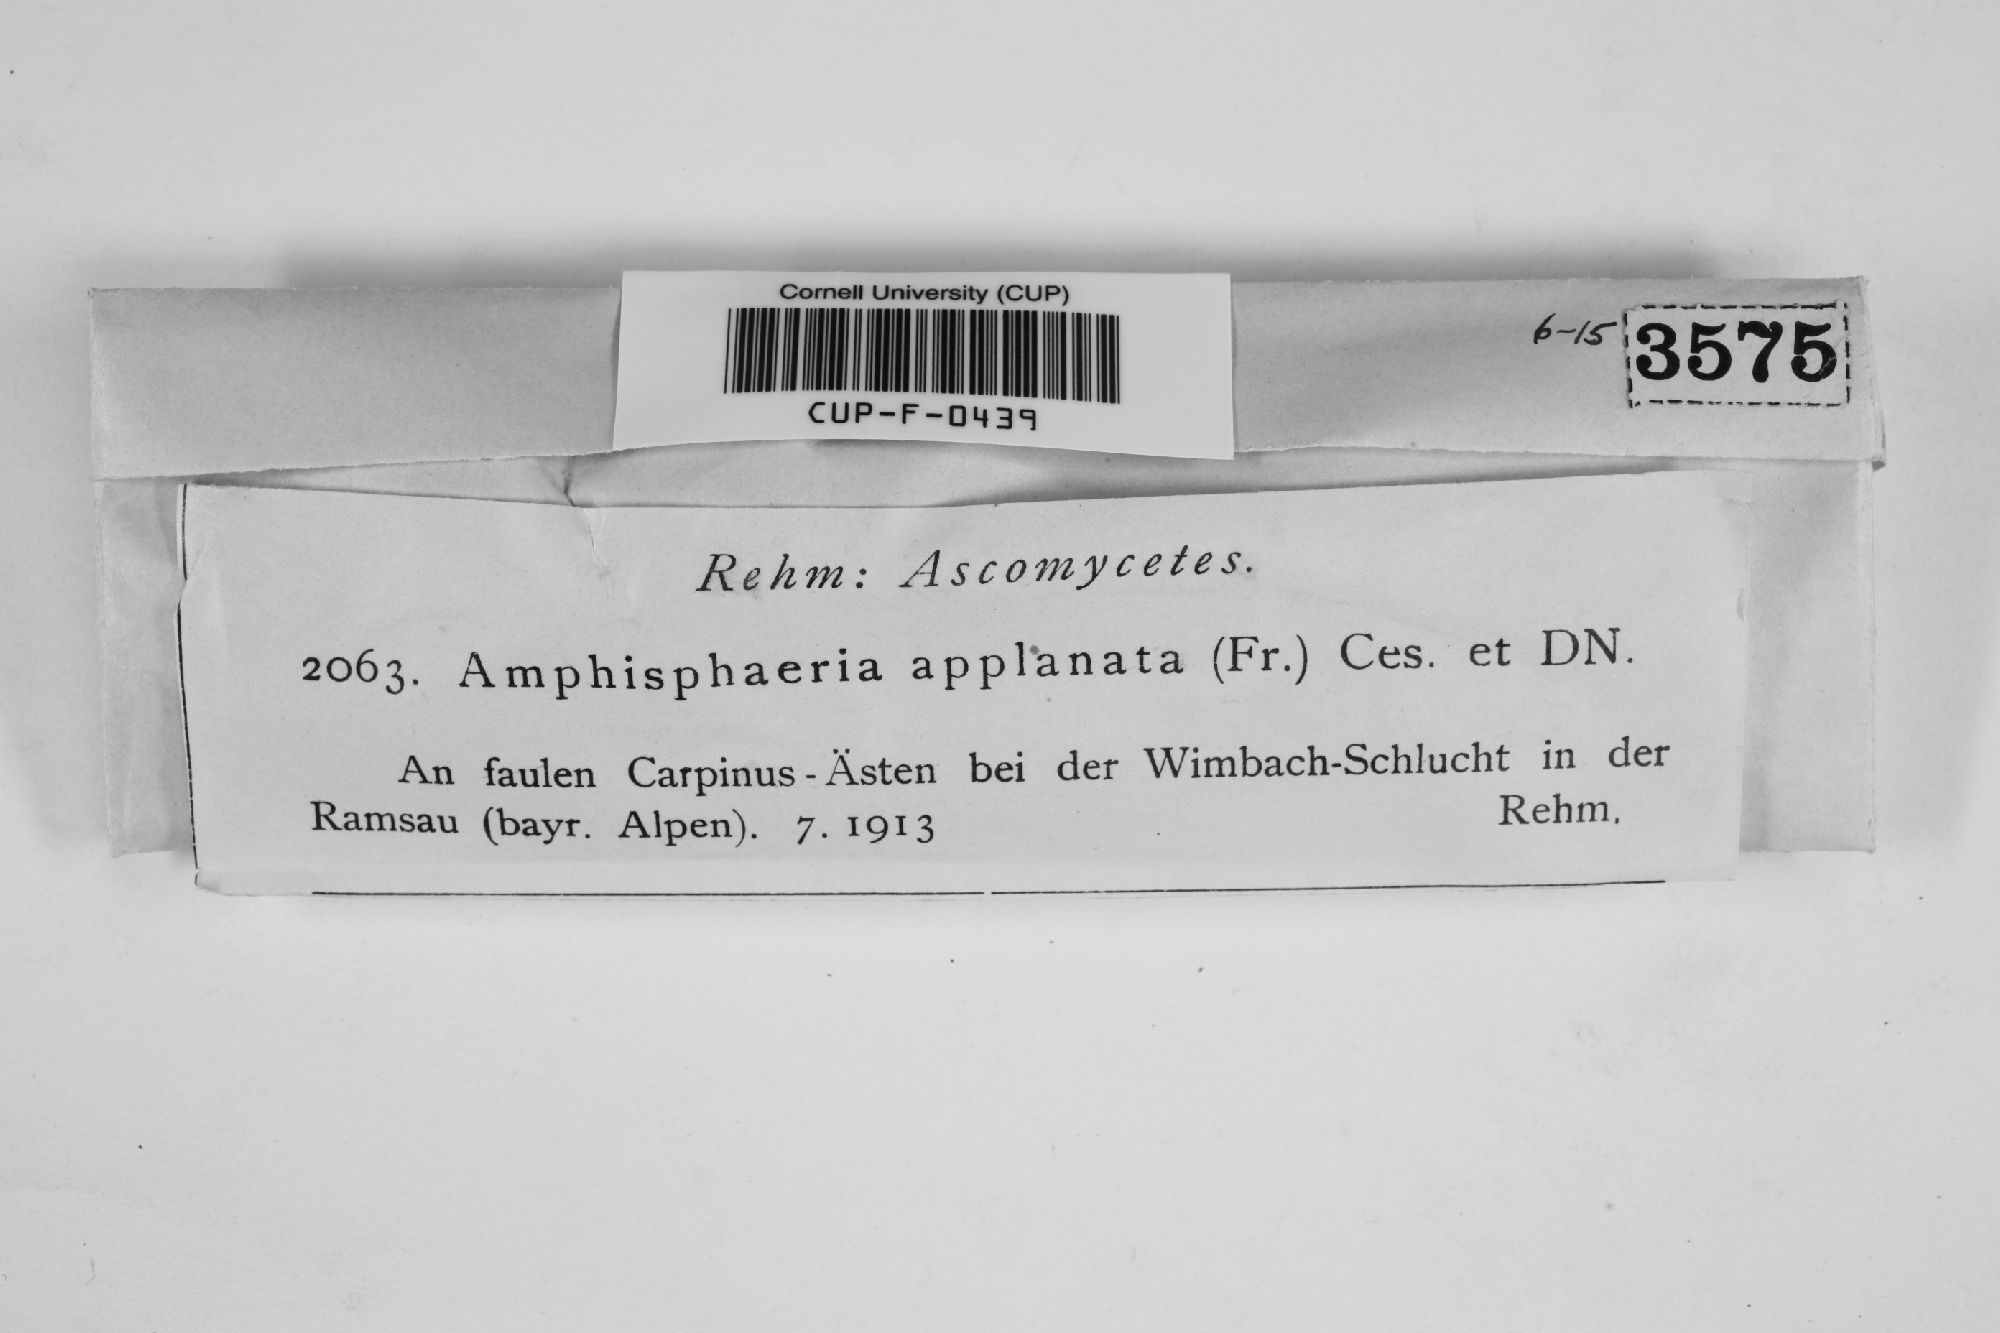 Cornell University (CUP)
CUP-F-0439
6-15 3575
Rehm: Ascomycetes.
2063. Amphisphaeria applanata (Fr.) Ces. et DN.
An faulen Carpinus-Ästen bei der Wimbach-Schlucht in der
Ramsau (bayr. Alpen). 7. 1913 Rehm.